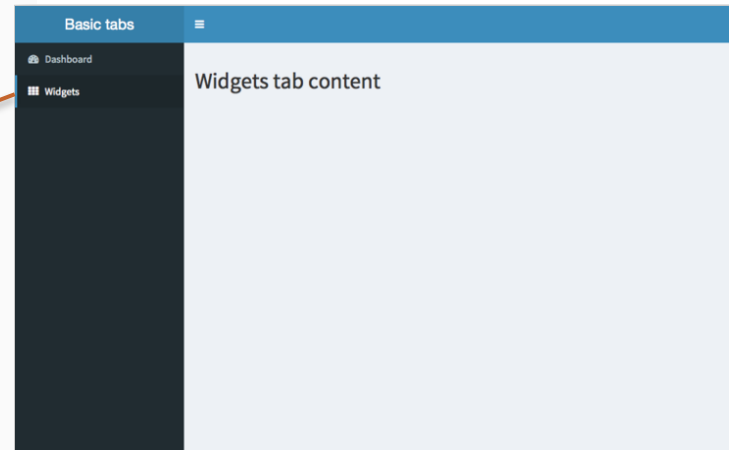 Basic tabs
Dashboard
Widgets
Widgets tab content